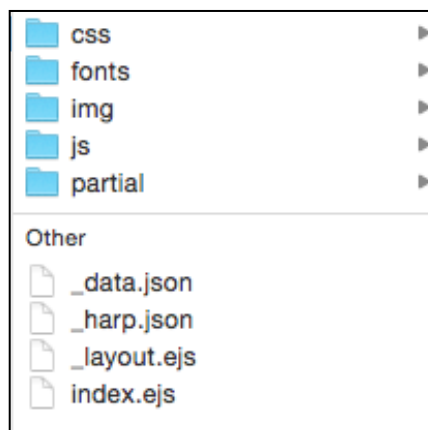 css
fonts
img
js
partial
Other
_data.json
_harp.json
_layout.ejs
index.ejs